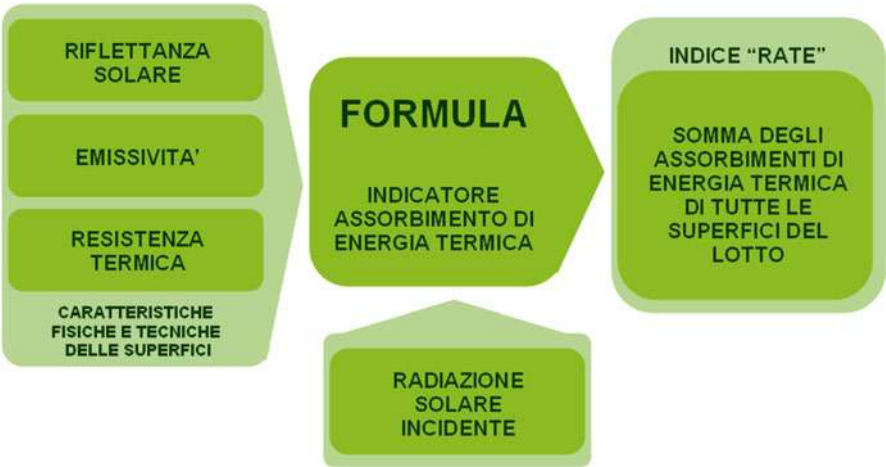 RIFLETTANZA
SOLARE
EMISSIVITA'
RESISTENZA
TERMICA
CARATTERISTICHE
FISICHE E TECNICHE
DELLE SUPERFICI
FORMULA
INDICATORE
ASSORBIMENTO DI
ENERGIA TERMICA
RADIAZIONE
SOLARE
INCIDENTE
INDICE “RATE”
SOMMA DEGLI
ASSORBIMENTI DI
ENERGIA TERMICA
DI TUTTE LE
SUPERFICI DEL
LOTTO